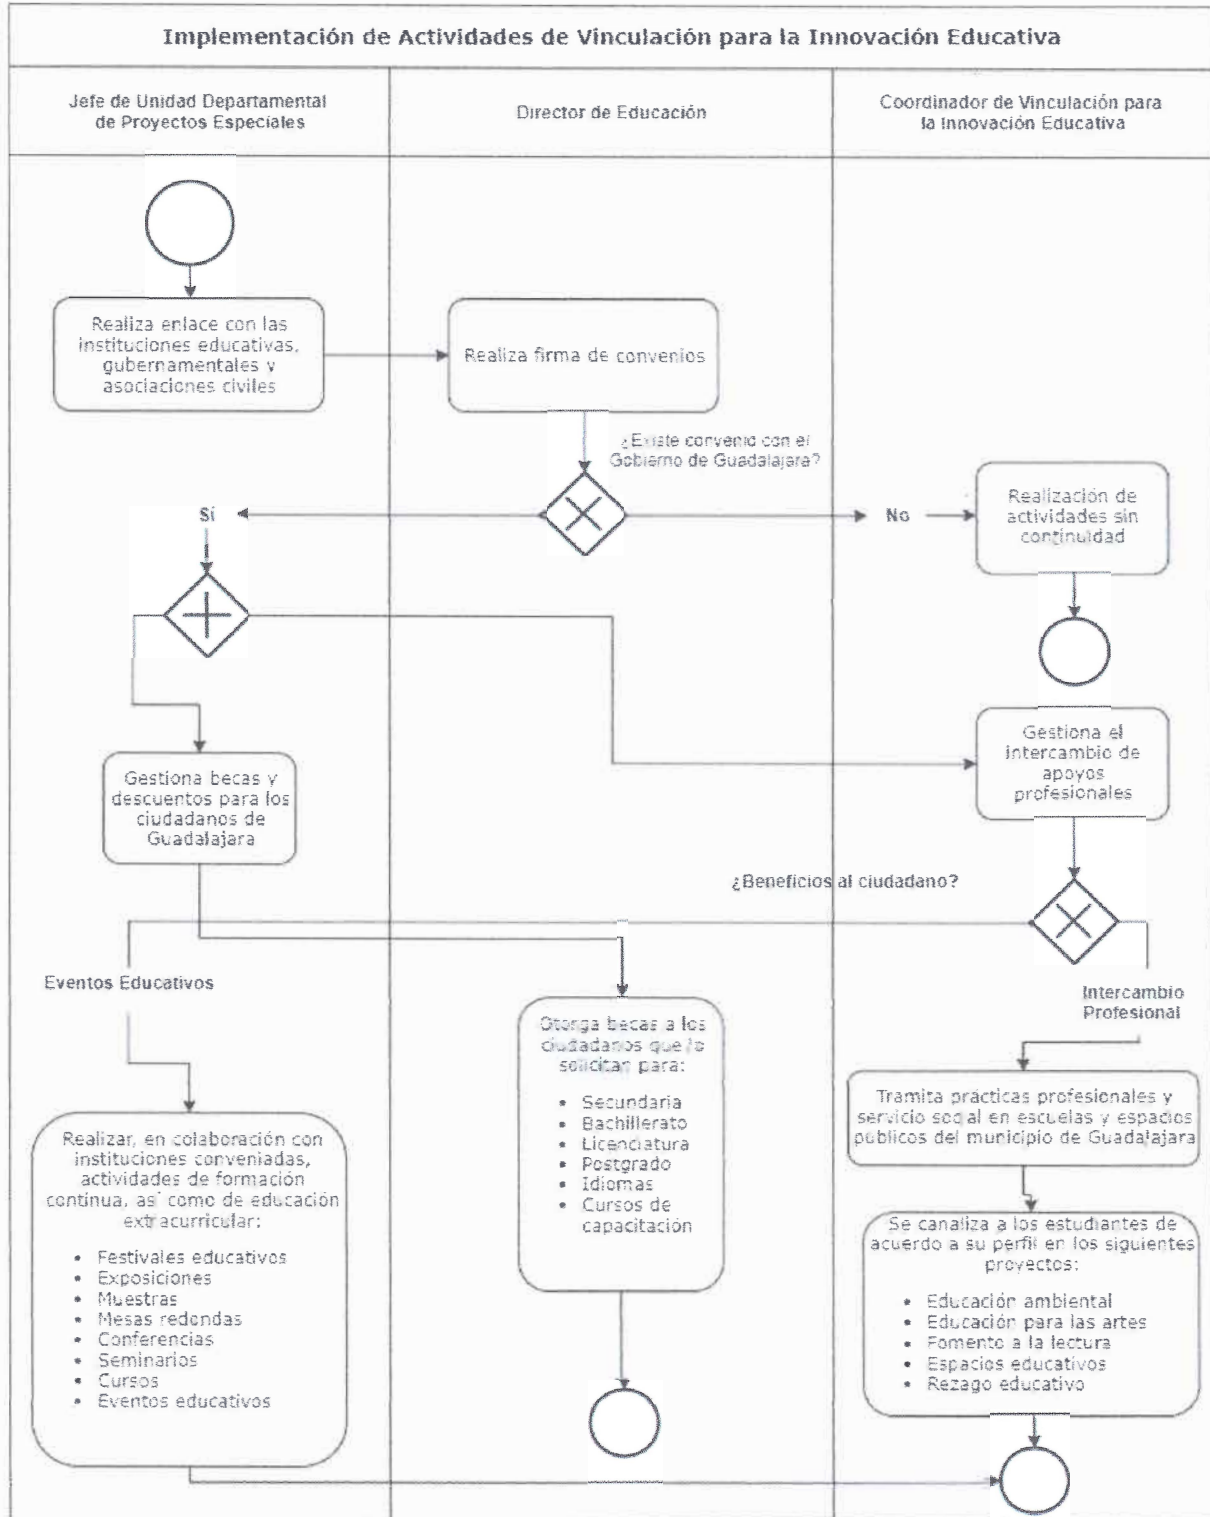 Implementación de Actividades de Vinculación para la Innovación Educativa
Jefe de Unidad Departamental
de Proyectos Especiales
Director de Educación
Coordinador de Vinculación para
la Innovación Educativa
Realiza enlace con las
instituciones educativas,
gubernamentales y
asociaciones civiles
Realiza firma de convenios
¿Existe convenio con el
Gobierno de Guadalajara?
Sí
No
Realización de
actividades sin
continuidad
Gestiona becas y
descuentos para los
ciudadanos de
Guadalajara
Gestiona el
intercambio de
apoyos
profesionales
¿Beneficios al ciudadano?
Eventos Educativos
Intercambio
Profesional
Otorga becas a los
ciudadanos que lo
solicitan para:
• Secundaria
• Bachillerato
• Licenciatura
• Postgrado
• Idiomas
• Cursos de
capacitación
Tramita prácticas profesionales y
servicio social en escuelas y espacios
públicos del municipio de Guadalajara
Realizar, en colaboración con
instituciones conveniadas,
actividades de formación
continua, así como de educación
extracurricular:
• Festivales educativos
• Exposiciones
• Muestras
• Mesas redondas
• Conferencias
• Seminarios
• Cursos
• Eventos educativos
Se canaliza a los estudiantes de
acuerdo a su perfil en los siguientes
proyectos:
• Educación ambiental
• Educación para las artes
• Fomento a la lectura
• Espacios educativos
• Rezago educativo